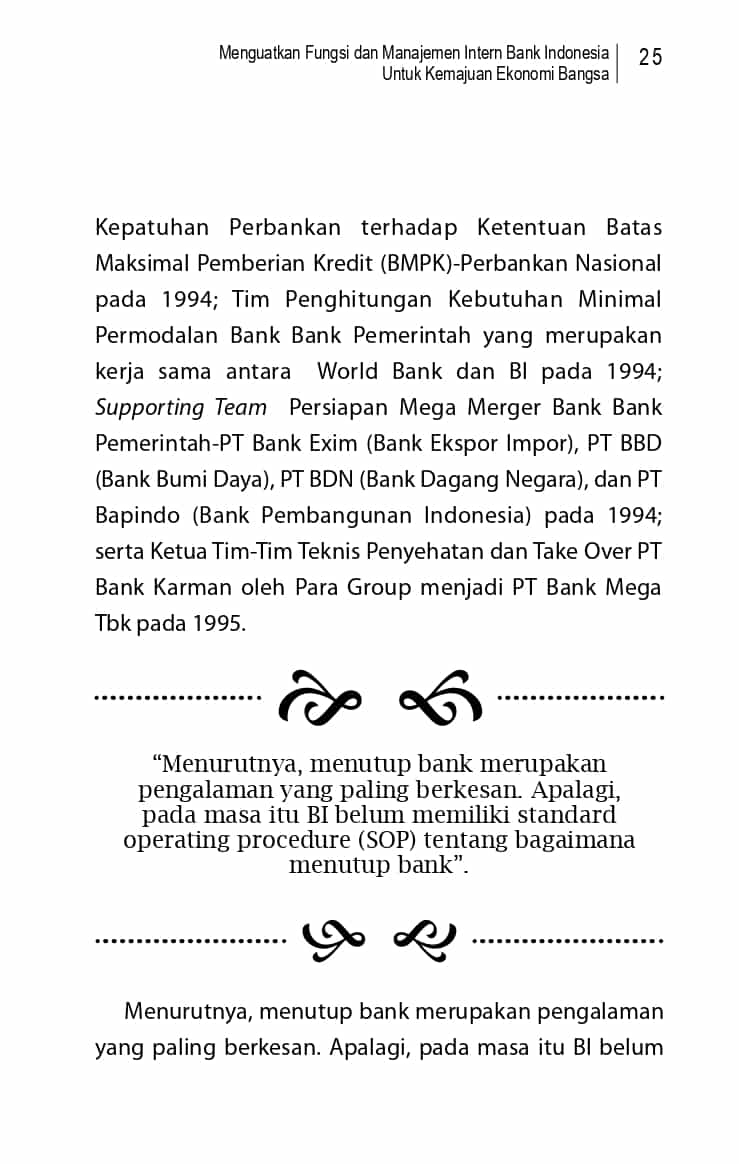 Menguatkan Fungsi dan Manajemen Intern Bank Indonesia
Untuk Kemajuan Ekonomi Bangsa
25
Kepatuhan Perbankan terhadap Ketentuan Batas
Maksimal Pemberian Kredit (BMPK)-Perbankan Nasional
pada 1994; Tim Penghitungan Kebutuhan Minimal
Permodalan Bank Bank Pemerintah yang merupakan
kerja sama antara World Bank dan BI pada 1994;
Supporting Team Persiapan Mega Merger Bank Bank
Pemerintah-PT Bank Exim (Bank Ekspor Impor), PT BBD
(Bank Bumi Daya), PT BDN (Bank Dagang Negara), dan PT
Bapindo (Bank Pembangunan Indonesia) pada 1994;
serta Ketua Tim-Tim Teknis Penyehatan dan Take Over PT
Bank Karman oleh Para Group menjadi PT Bank Mega
Tbk pada 1995.
“Menurutnya, menutup bank merupakan
pengalaman yang paling berkesan. Apalagi,
pada masa itu BI belum memiliki standard
operating procedure (SOP) tentang bagaimana
menutup bank”.
Menurutnya, menutup bank merupakan pengalaman
yang paling berkesan. Apalagi, pada masa itu BI belum